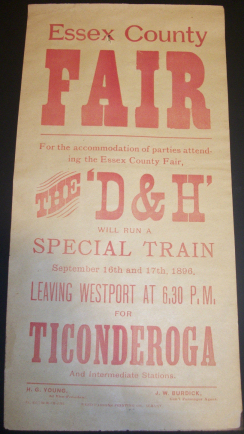 Essex County
FAIR
For the accommodation of parties attend-
ing the Essex County Fair,
THE 'D & H'
WILL RUN A
SPECIAL TRAIN
September 16th and 17th, 1896,
LEAVING WESTPORT AT 6.30 P. M.
FOR
TICONDEROGA
And Intermediate Stations.
H. G. YOUNG,
J. W. BURDICK,